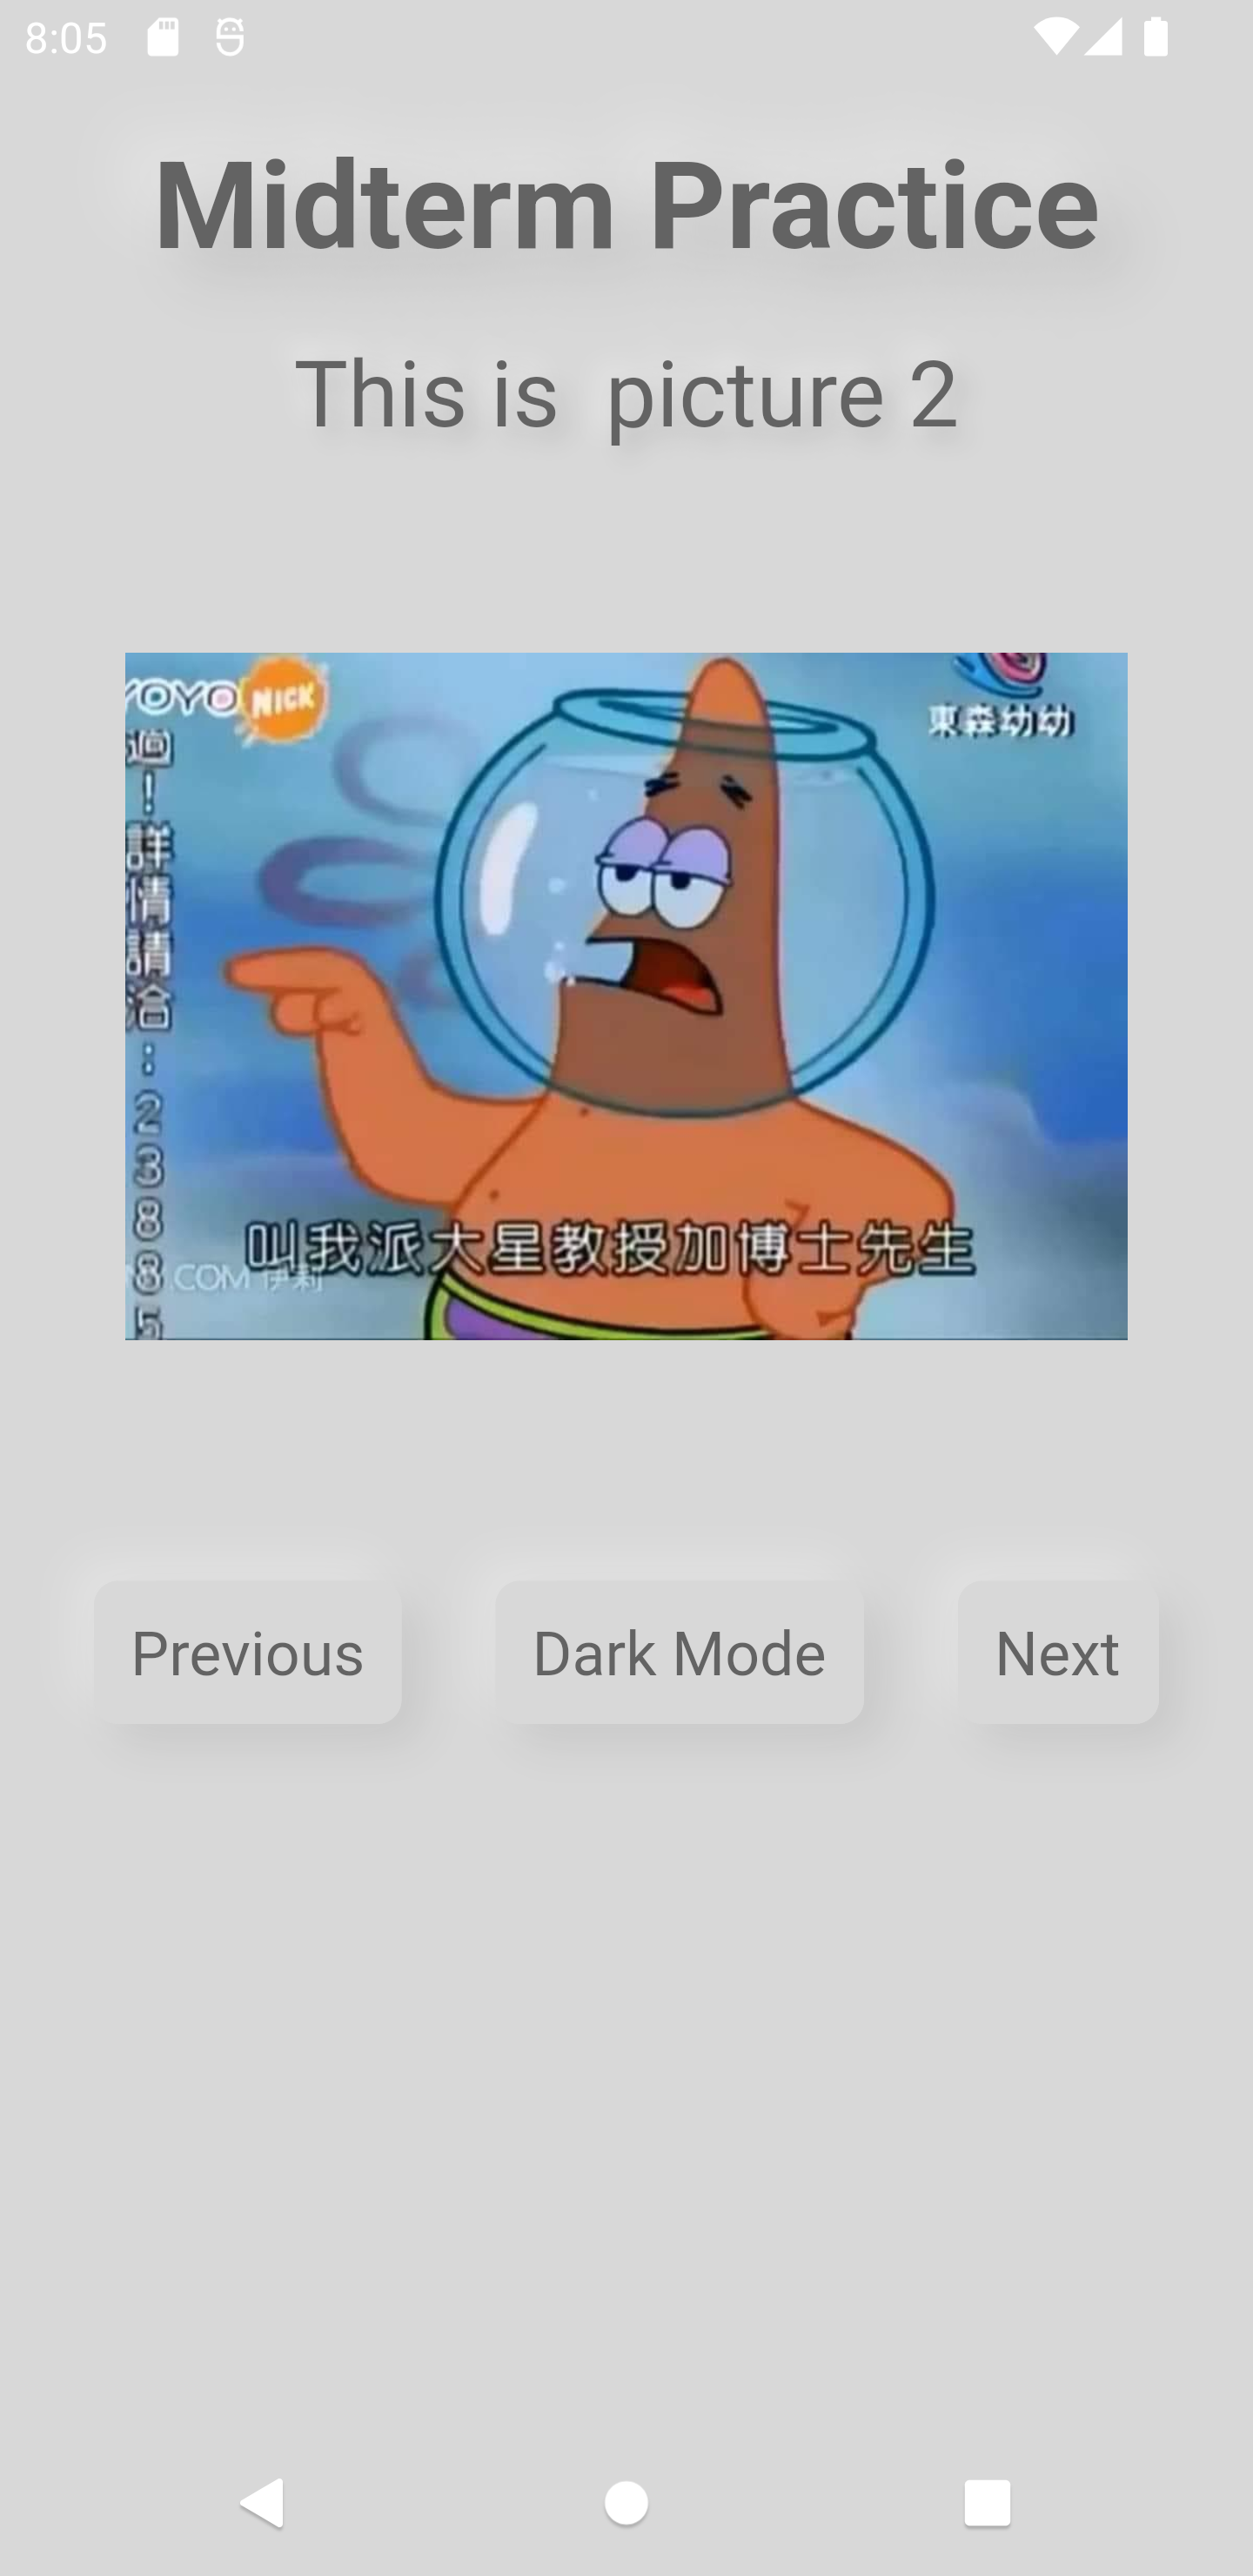 8:05
Midterm Practice
This is  picture 2
YOYO
NICK
東森幼幼
迴！詳情請洽：23885
叫我派大星教授加博士先生
.COM 伊莉
Previous
Dark Mode
Next